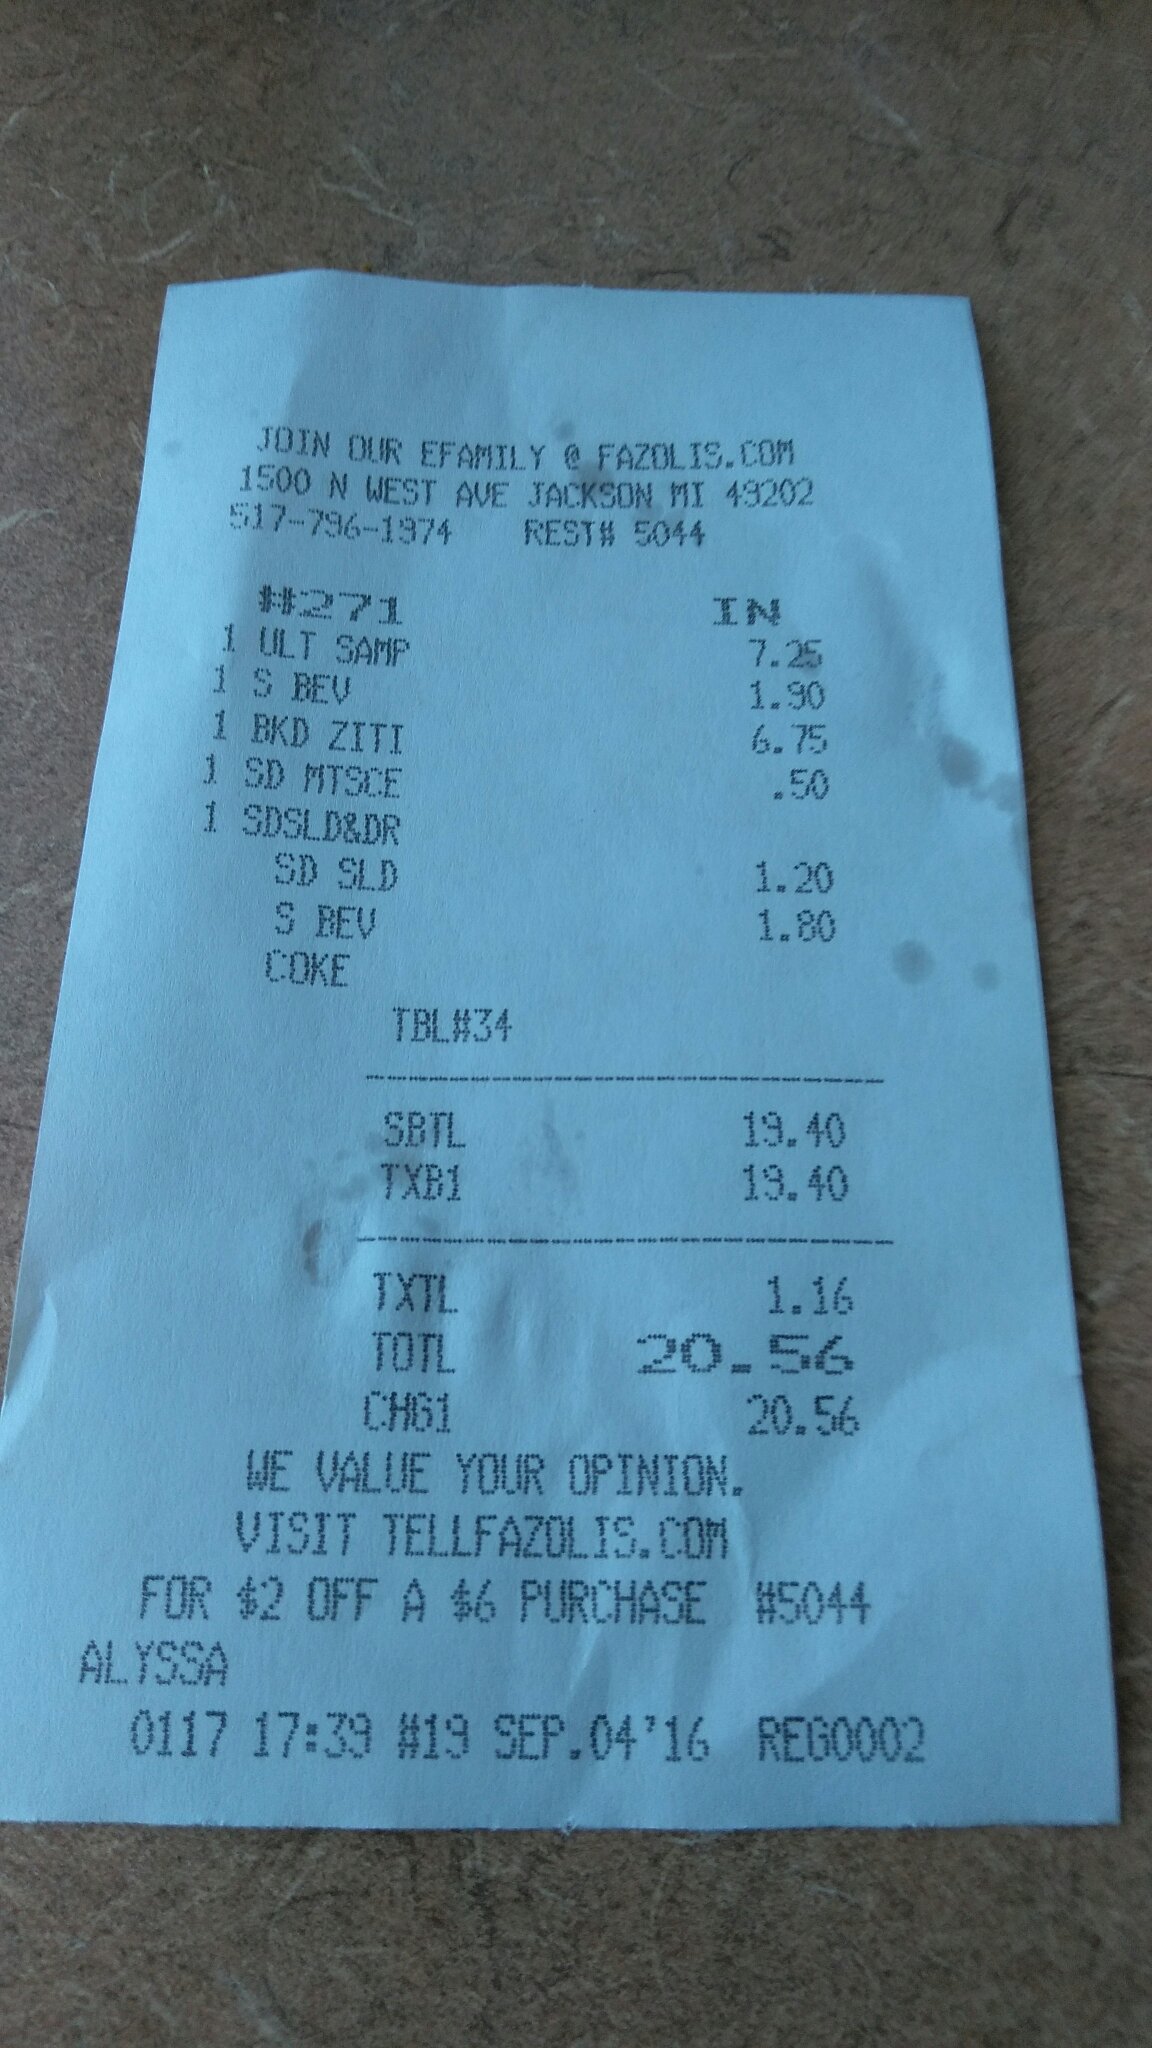 JOIN OUR EFAMILY @ FAZOLIS.COM
1500 N WEST AVE JACKSON MI 49202
517-796-1974 REST# 5044
#271 IN
1 ULT SAMP 7.25
1 S BEV 1.90
1 BKD ZITI 6.75
1 SD MTSCE .50
1 SDSLD&DR
SD SLD 1.20
S BEV 1.80
COKE
TBL#34
SBTL 19.40
TXB1 19.40
TXTL 1.16
TOTL 20.56
CHG1 20.56
WE VALUE YOUR OPINION.
VISIT TELLFAZOLIS.COM
FOR $2 OFF A $6 PURCHASE #5044
ALYSSA
0117 17:39 #19 SEP.04'16 REG0002